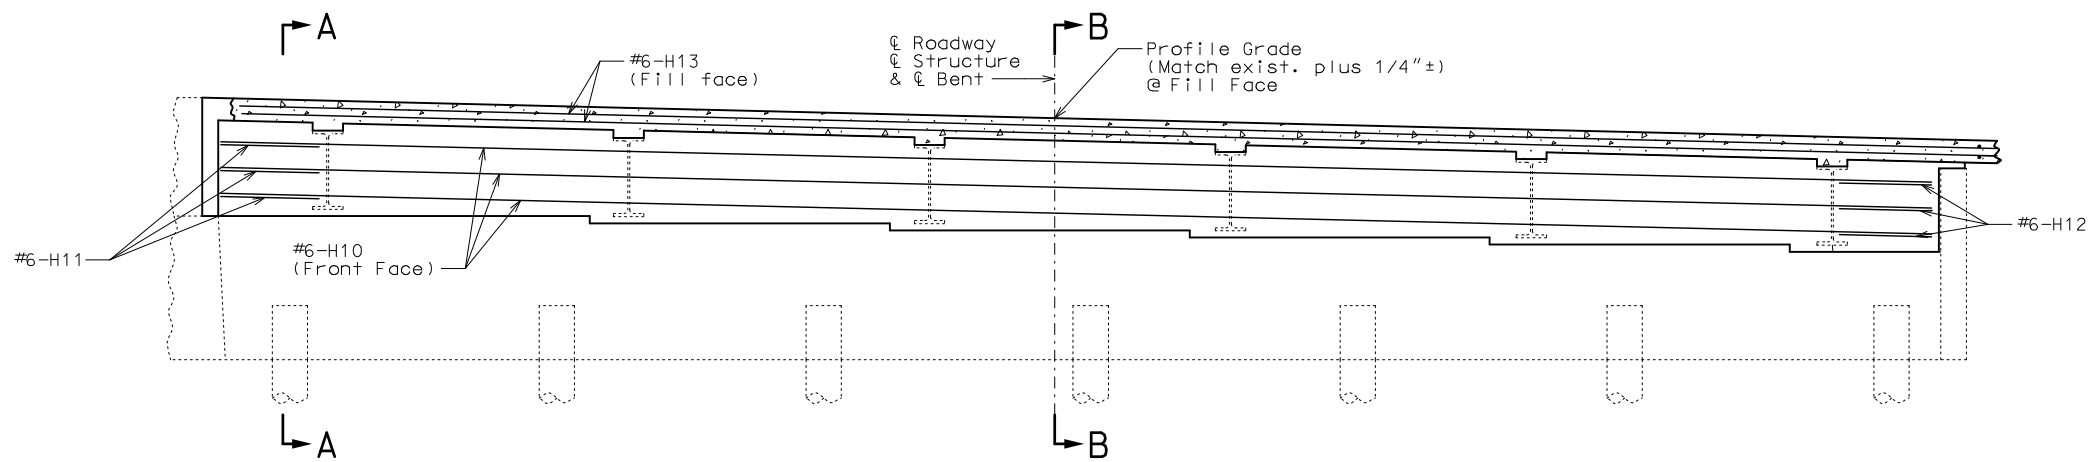 A
B
℄ Roadway
℄ Structure
& ℄ Bent
Profile Grade
(Match exist. plus 1/4"±)
@ Fill Face
#6-H13
(Fill face)
#6-H11
#6-H10
(Front Face)
#6-H12
A
B